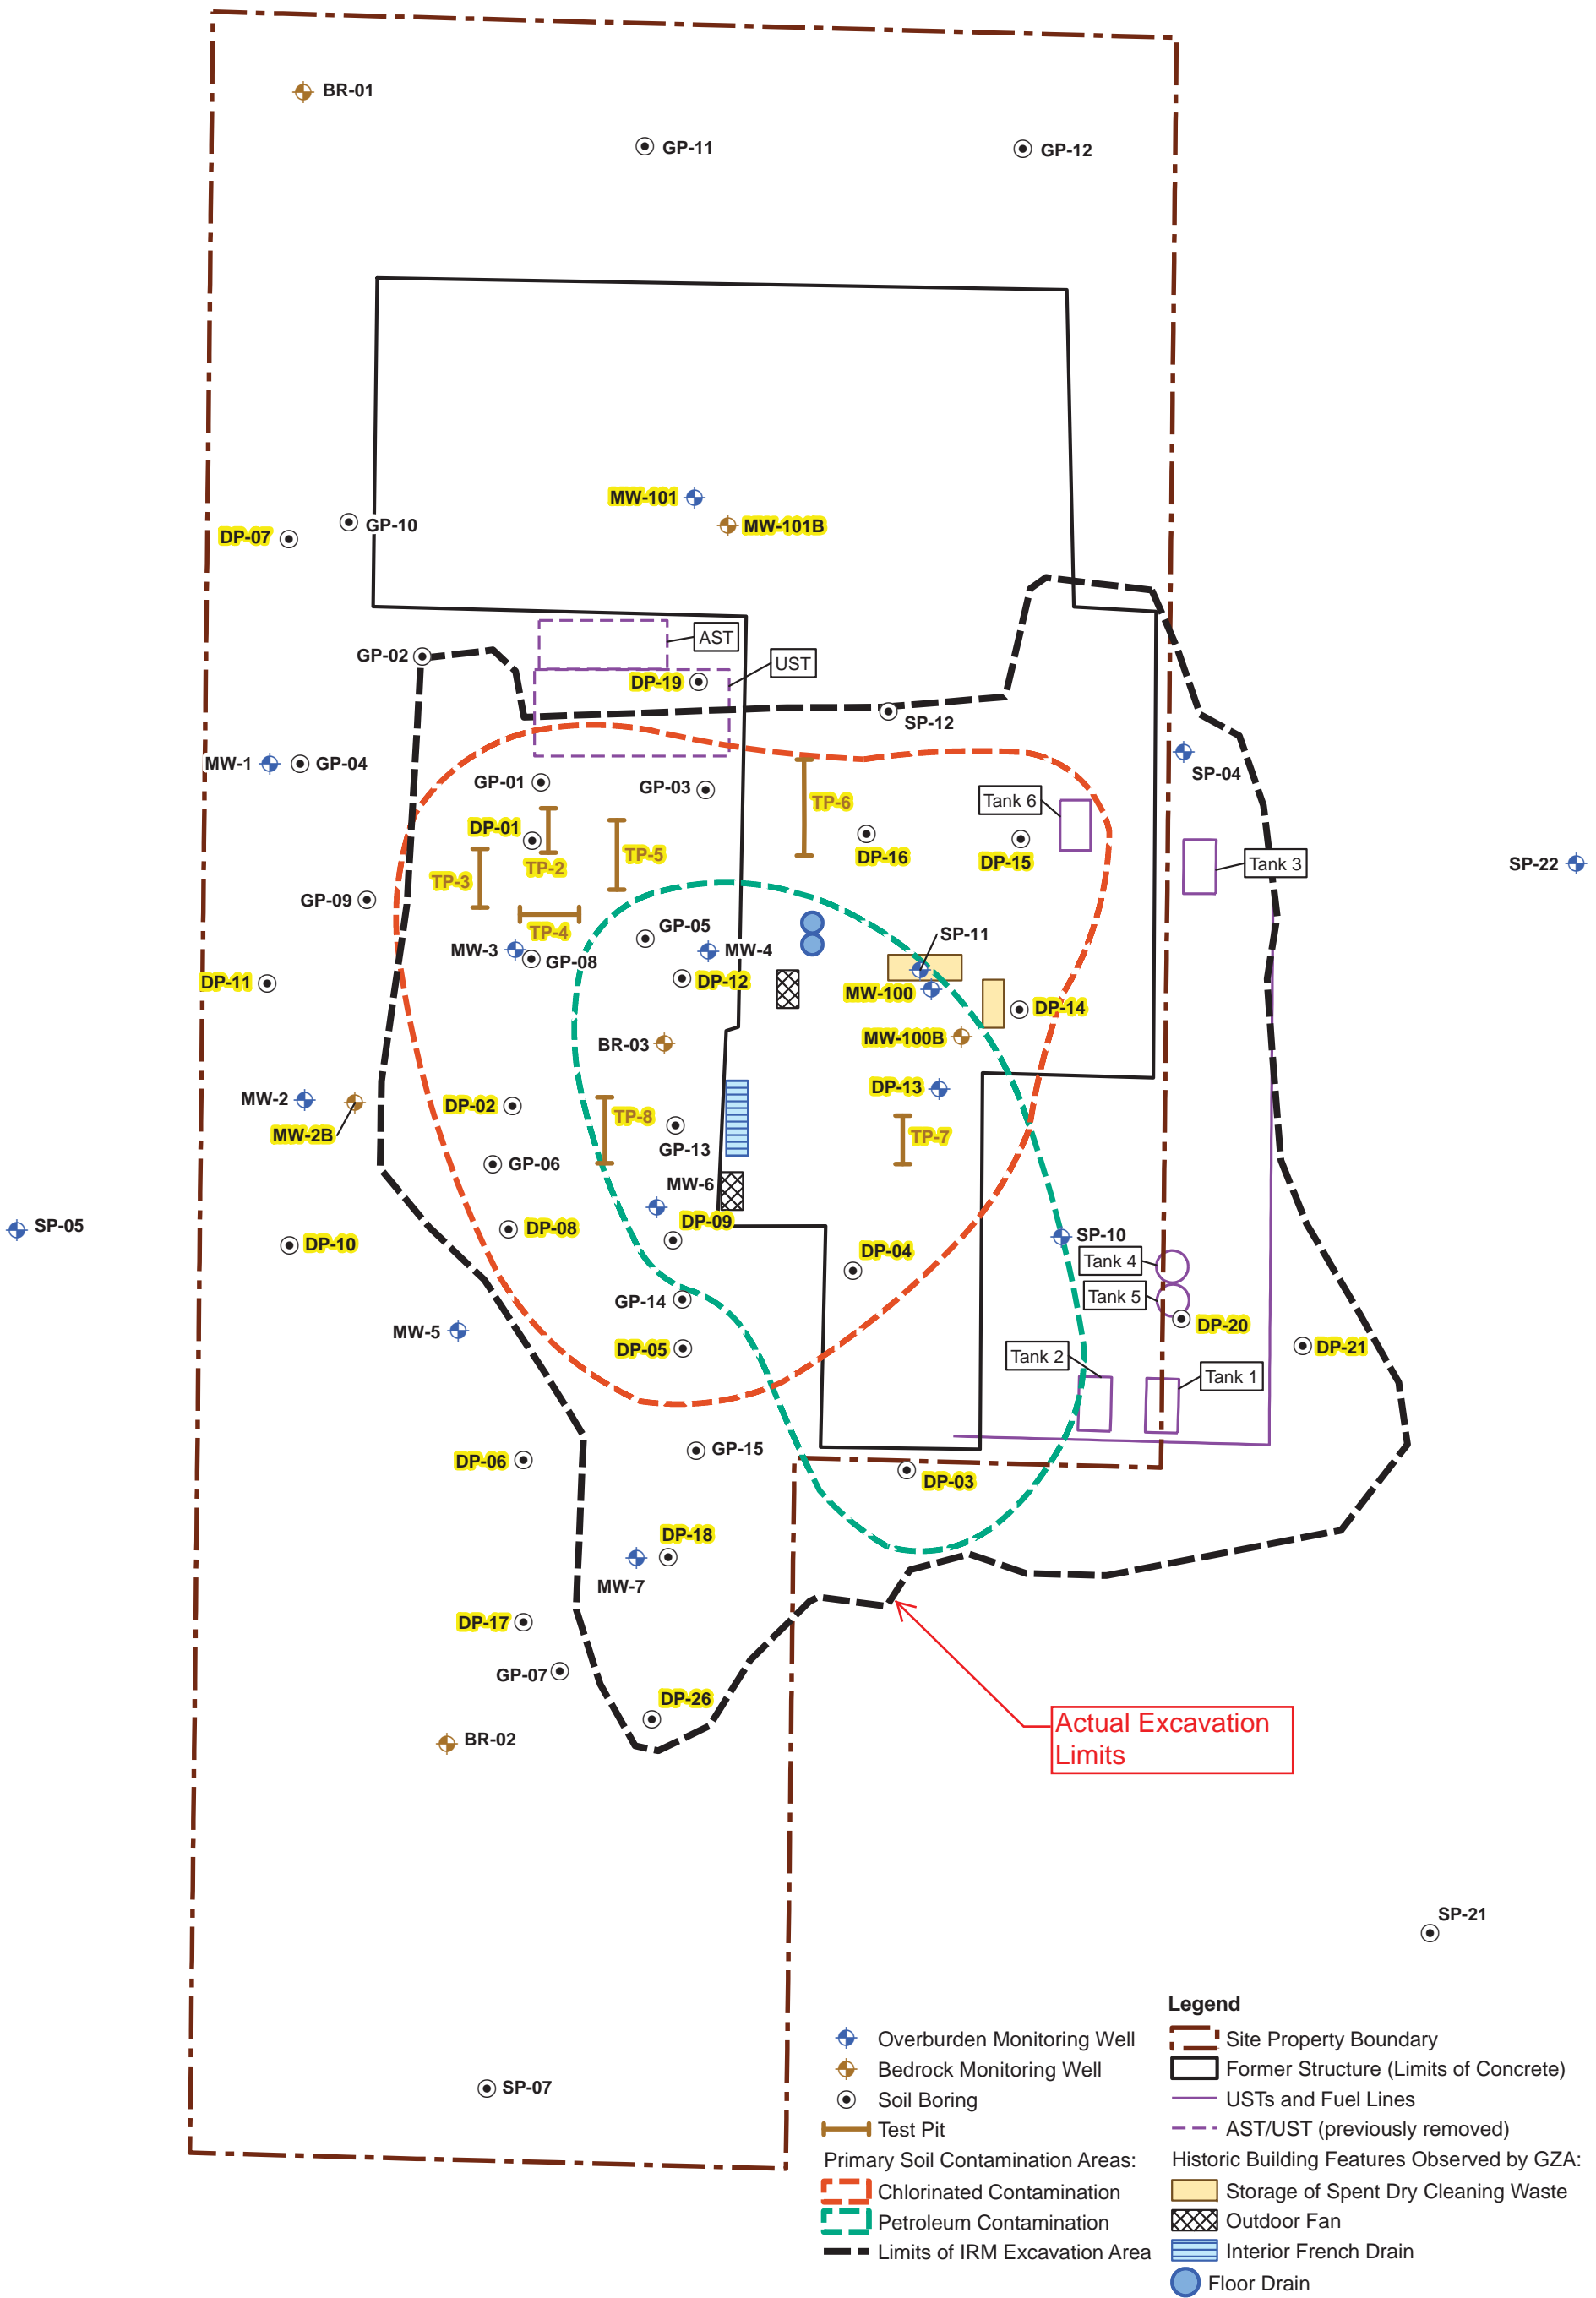 BR-01
GP-11
GP-12
MW-101
MW-101B
GP-10
DP-07
AST
GP-02
UST
DP-19
SP-12
MW-1
GP-04
SP-04
GP-01
GP-03
Tank 6
TP-6
DP-01
TP-5
DP-16
DP-15
TP-2
Tank 3
SP-22
TP-3
GP-09
TP-4
GP-05
SP-11
MW-3
MW-4
GP-08
DP-11
DP-12
MW-100
DP-14
MW-100B
BR-03
DP-13
MW-2
DP-02
TP-8
MW-2B
TP-7
GP-13
GP-06
MW-6
SP-05
DP-09
DP-08
SP-10
DP-10
DP-04
Tank 4
Tank 5
GP-14
DP-20
MW-5
DP-05
DP-21
Tank 2
Tank 1
GP-15
DP-06
DP-03
DP-18
MW-7
DP-17
GP-07
DP-26
Actual Excavation
Limits
BR-02
SP-21
SP-07
Legend
Overburden Monitoring Well
Bedrock Monitoring Well
Soil Boring
Test Pit
Primary Soil Contamination Areas:
Chlorinated Contamination
Petroleum Contamination
Limits of IRM Excavation Area
Site Property Boundary
Former Structure (Limits of Concrete)
USTs and Fuel Lines
AST/UST (previously removed)
Historic Building Features Observed by GZA:
Storage of Spent Dry Cleaning Waste
Outdoor Fan
Interior French Drain
Floor Drain